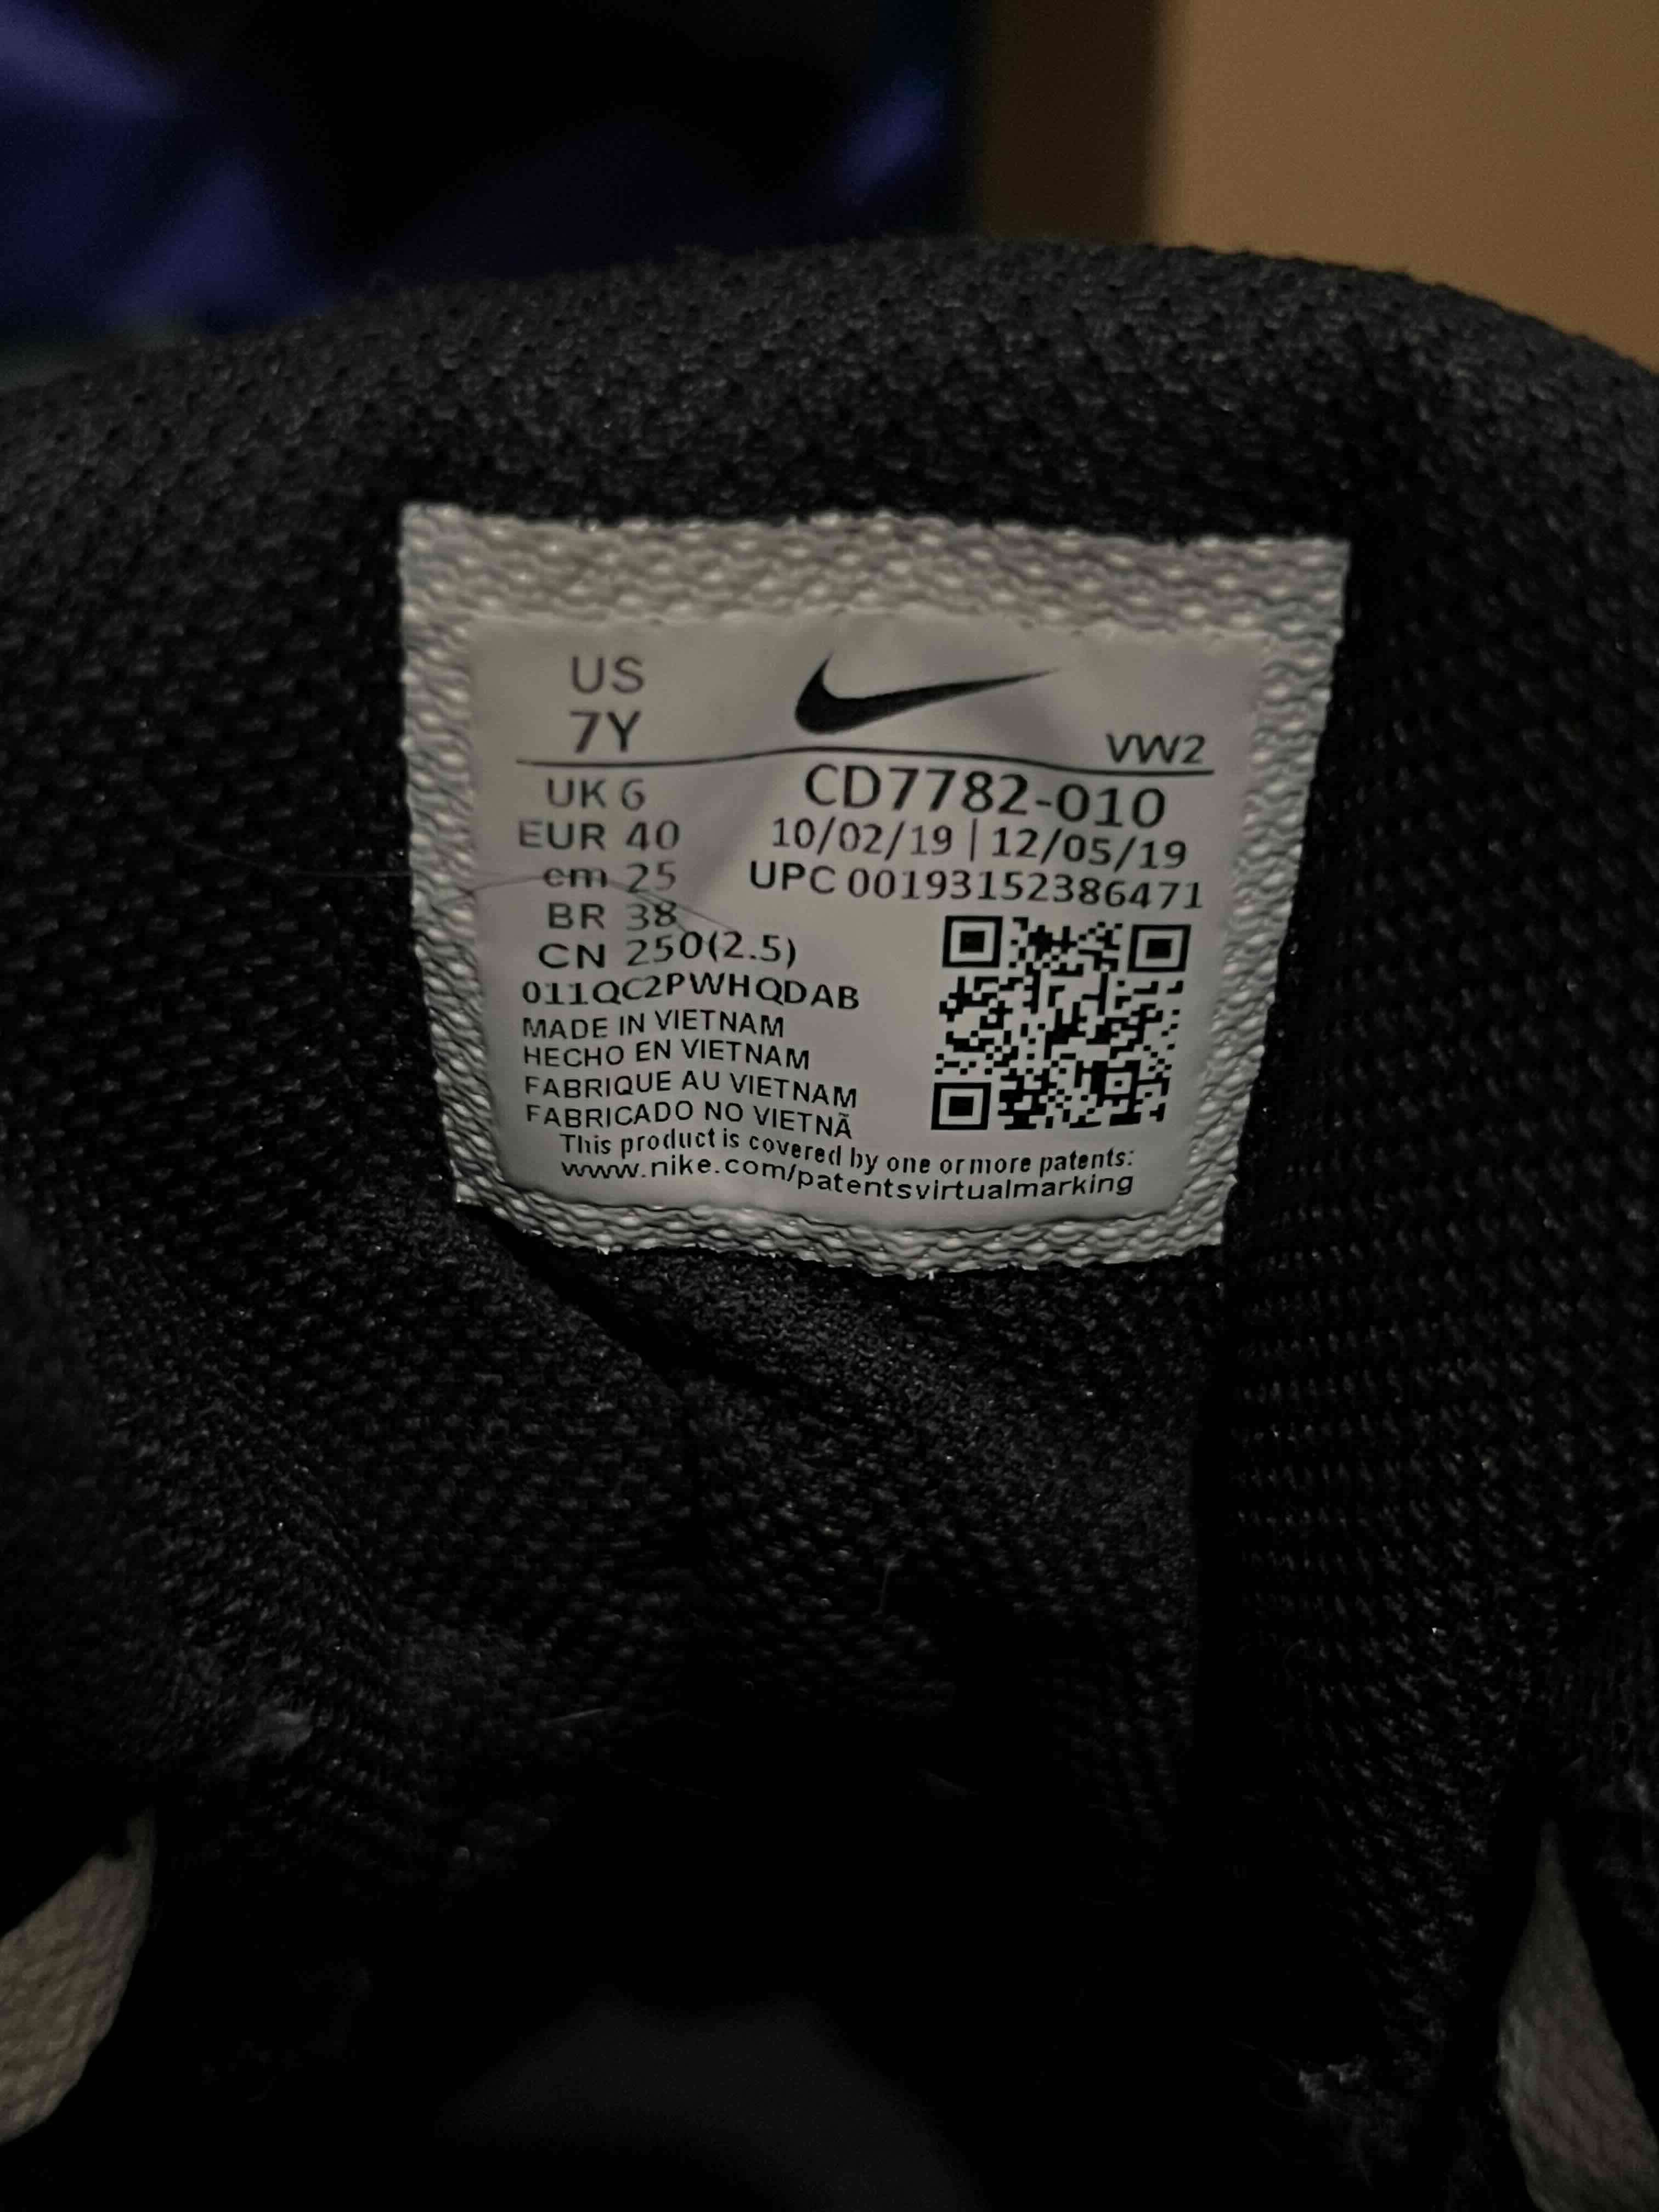 US
7Y
VW2
UK 6
CD7782-010
EUR 40
10/02/19 | 12/05/19
cm 25
UPC 00193152386471
BR 38
CN 250(2.5)
011QC2PWHQDAB
MADE IN VIETNAM
HECHO EN VIETNAM
FABRIQUE AU VIETNAM
FABRICADO NO VIETNÃ
This product is covered by one or more patents:
www.nike.com/patentsvirtualmarking